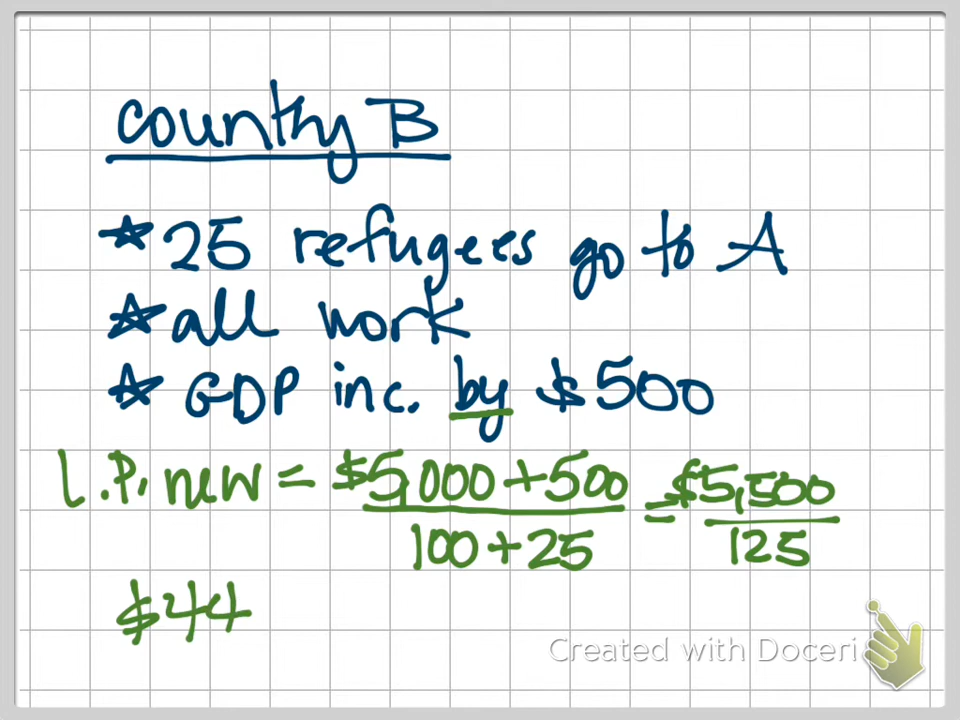 country B
* 25 refugees go to A
* all work
* GDP inc. by $500
L.P. new = $5,000 + 500 / 100 + 25 = $5,500 / 125
$44
Created with Doceri